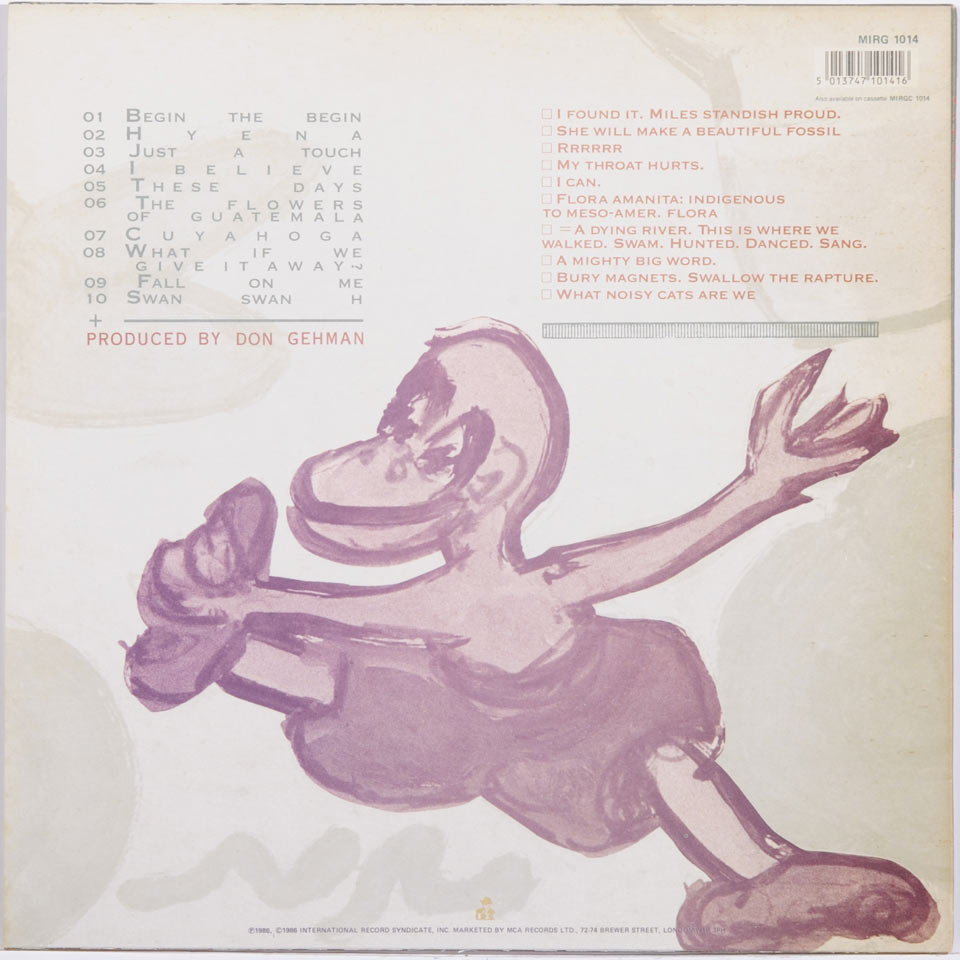 MIRG 1014
5 013747 101416
Also available on cassette MIRGC 1014
01 BEGIN THE BEGIN
02 HYENA
03 JUST A TOUCH
04 I BELIEVE
05 THESE DAYS
06 THE FLOWERS
OF GUATEMALA
07 CUYAHOGA
08 WHAT IF WE
GIVE IT AWAY~
09 FALL ON ME
10 SWAN SWAN H
+
PRODUCED BY DON GEHMAN
□ I FOUND IT. MILES STANDISH PROUD.
□ SHE WILL MAKE A BEAUTIFUL FOSSIL
□ RRRRRR
□ MY THROAT HURTS.
□ I CAN.
□ FLORA AMANITA: INDIGENOUS
TO MESO-AMER. FLORA
□ =A DYING RIVER. THIS IS WHERE WE
WALKED. SWAM. HUNTED. DANCED. SANG.
□ A MIGHTY BIG WORD.
□ BURY MAGNETS. SWALLOW THE RAPTURE.
□ WHAT NOISY CATS ARE WE
℗1986, ©1986 INTERNATIONAL RECORD SYNDICATE, INC. MARKETED BY MCA RECORDS LTD., 72-74 BREWER STREET,